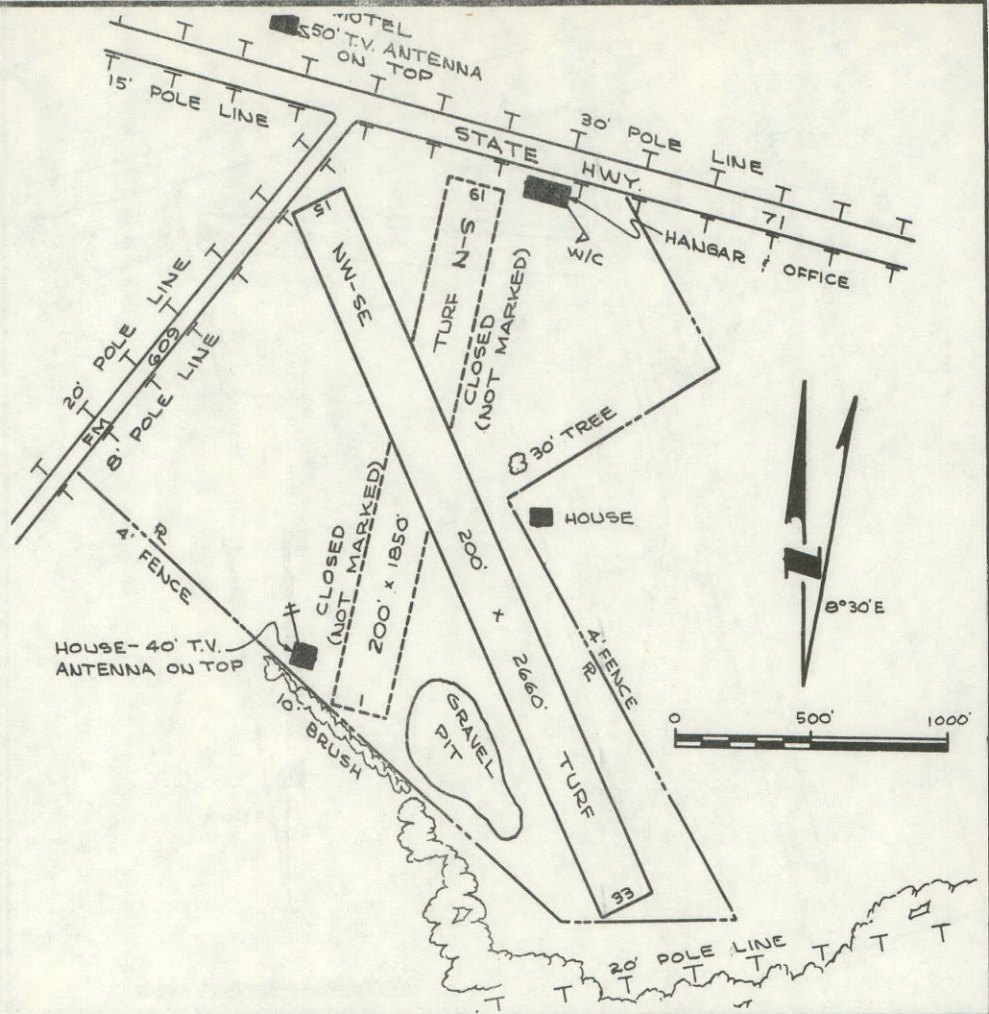 MOTEL
50' T.V. ANTENNA
ON TOP
15' POLE LINE
30' POLE LINE
STATE HWY. 71
HANGAR & OFFICE
W/C
15
19
NW-SE
N-S
TURF
CLOSED
(NOT MARKED)
20' POLE LINE
FM 609
8' POLE LINE
30' TREE
HOUSE
4' FENCE
CLOSED
(NOT MARKED)
200' x 1850'
1
200'
2660'
TURF
4' FENCE
HOUSE-40' T.V.
ANTENNA ON TOP
10' BRUSH
GRAVEL
PIT
33
20' POLE LINE
N
8°30'E
0 500' 1000'